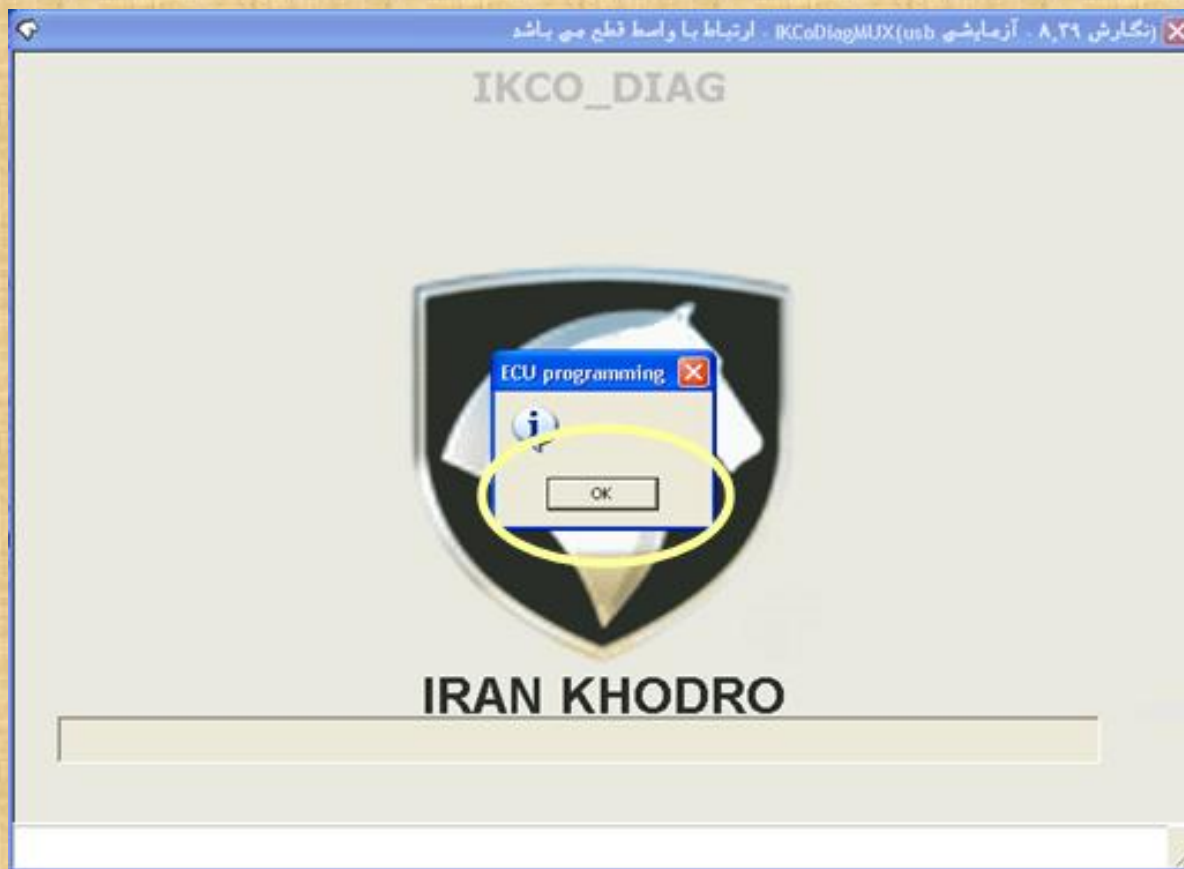 (نگارش ۸,۳۹ . آزمایشی IKCoDiagMUX(usb . ارتباط با واسط قطع می باشد
IKCO_DIAG
ECU programming
OK
IRAN KHODRO